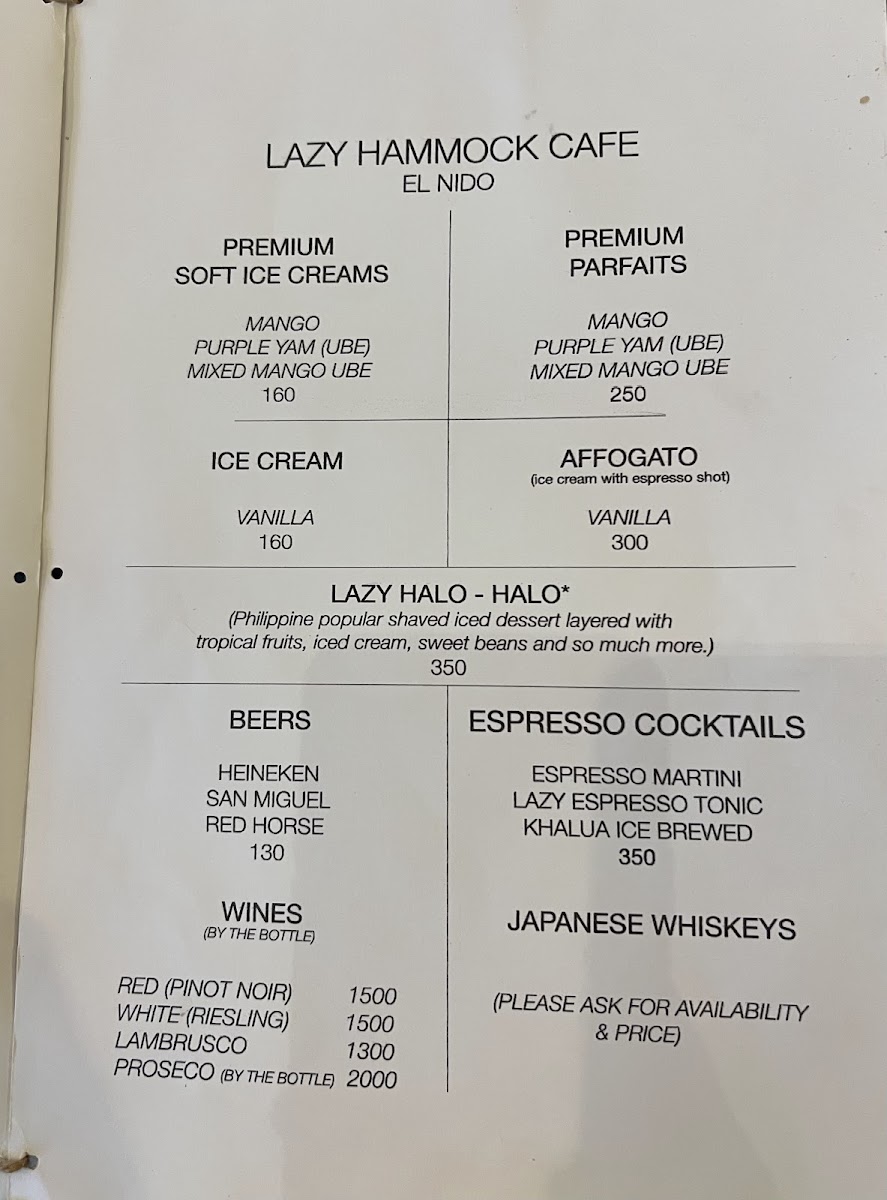 LAZY HAMMOCK CAFE
EL NIDO
PREMIUM
SOFT ICE CREAMS
MANGO
PURPLE YAM (UBE)
MIXED MANGO UBE
160
PREMIUM
PARFAITS
MANGO
PURPLE YAM (UBE)
MIXED MANGO UBE
250
ICE CREAM
VANILLA
160
AFFOGATO
(ice cream with espresso shot)
VANILLA
300
LAZY HALO - HALO*
(Philippine popular shaved iced dessert layered with
tropical fruits, iced cream, sweet beans and so much more.)
350
BEERS
HEINEKEN
SAN MIGUEL
RED HORSE
130
WINES
(BY THE BOTTLE)
RED (PINOT NOIR) 1500
WHITE (RIESLING) 1500
LAMBRUSCO 1300
PROSECO (BY THE BOTTLE) 2000
ESPRESSO COCKTAILS
ESPRESSO MARTINI
LAZY ESPRESSO TONIC
KHALUA ICE BREWED
350
JAPANESE WHISKEYS
(PLEASE ASK FOR AVAILABILITY
& PRICE)